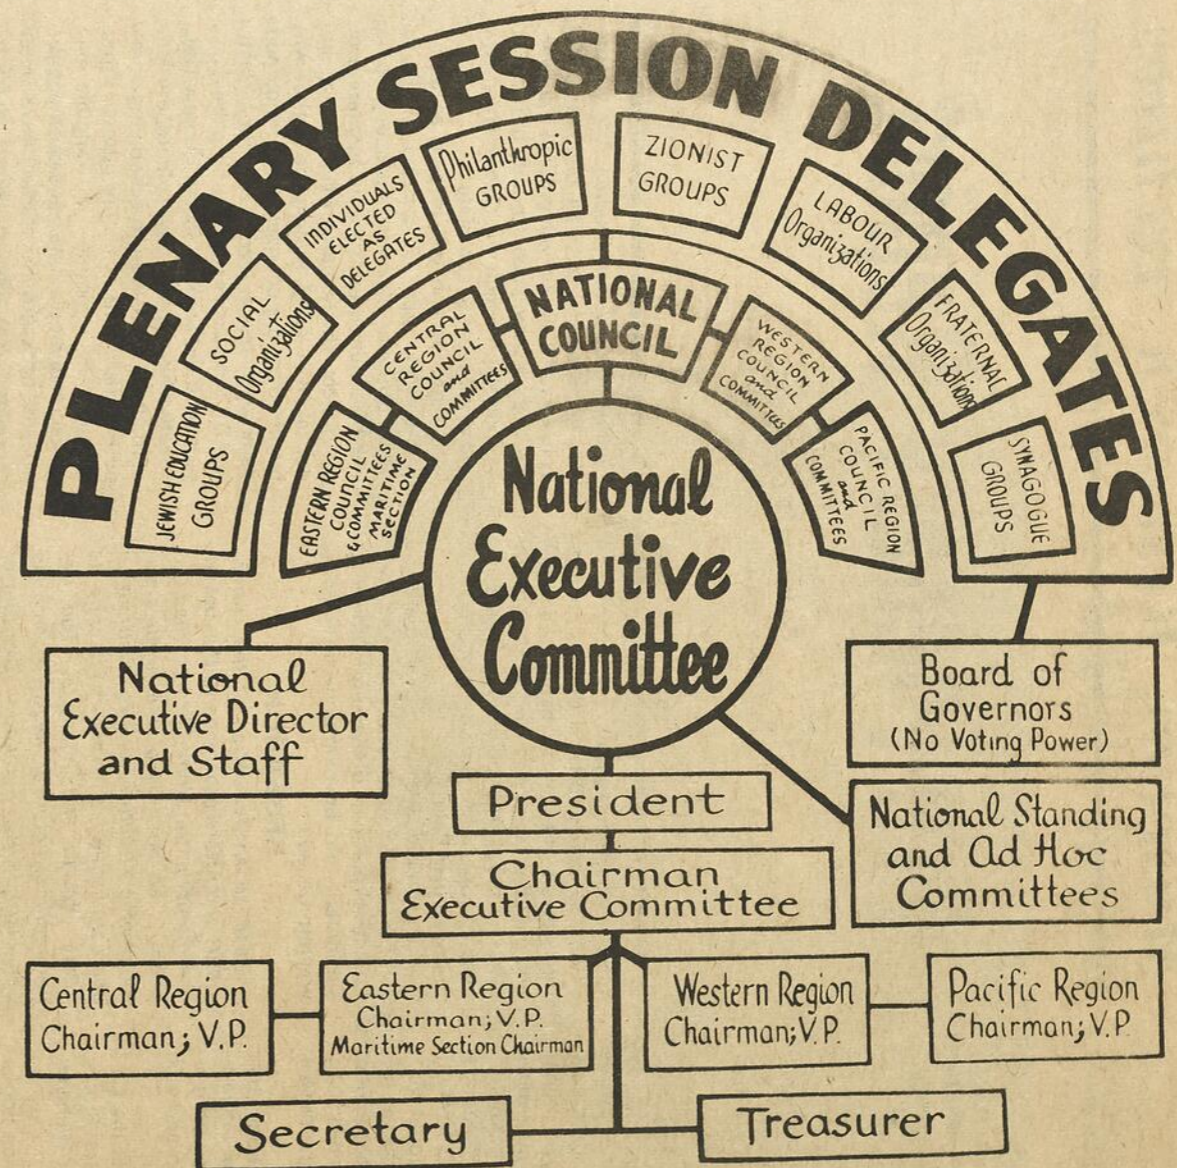 PLENARY SESSION DELEGATES
JEWISH EDUCATION
GROUPS
SOCIAL
Organizations
INDIVIDUALS
ELECTED
AS
DELEGATES
Philanthropic
GROUPS
ZIONIST
GROUPS
LABOUR
Organizations
FRATERNAL
Organizations
SYNAGOGUE
GROUPS
EASTERN REGION
COUNCIL
& COMMITTEES
MARITIME
SECTION
CENTRAL
REGION
COUNCIL
and
COMMITTEES
NATIONAL
COUNCIL
WESTERN
REGION
COUNCIL
and
COMMITTEES
PACIFIC REGION
COUNCIL
and
COMMITTEES
National
Executive
Committee
National
Executive Director
and Staff
Board of
Governors
(No Voting Power)
President
National Standing
and Ad Hoc
Committees
Chairman
Executive Committee
Central Region
Chairman; V.P.
Eastern Region
Chairman; V.P.
Maritime Section Chairman
Western Region
Chairman; V.P.
Pacific Region
Chairman; V.P.
Secretary
Treasurer